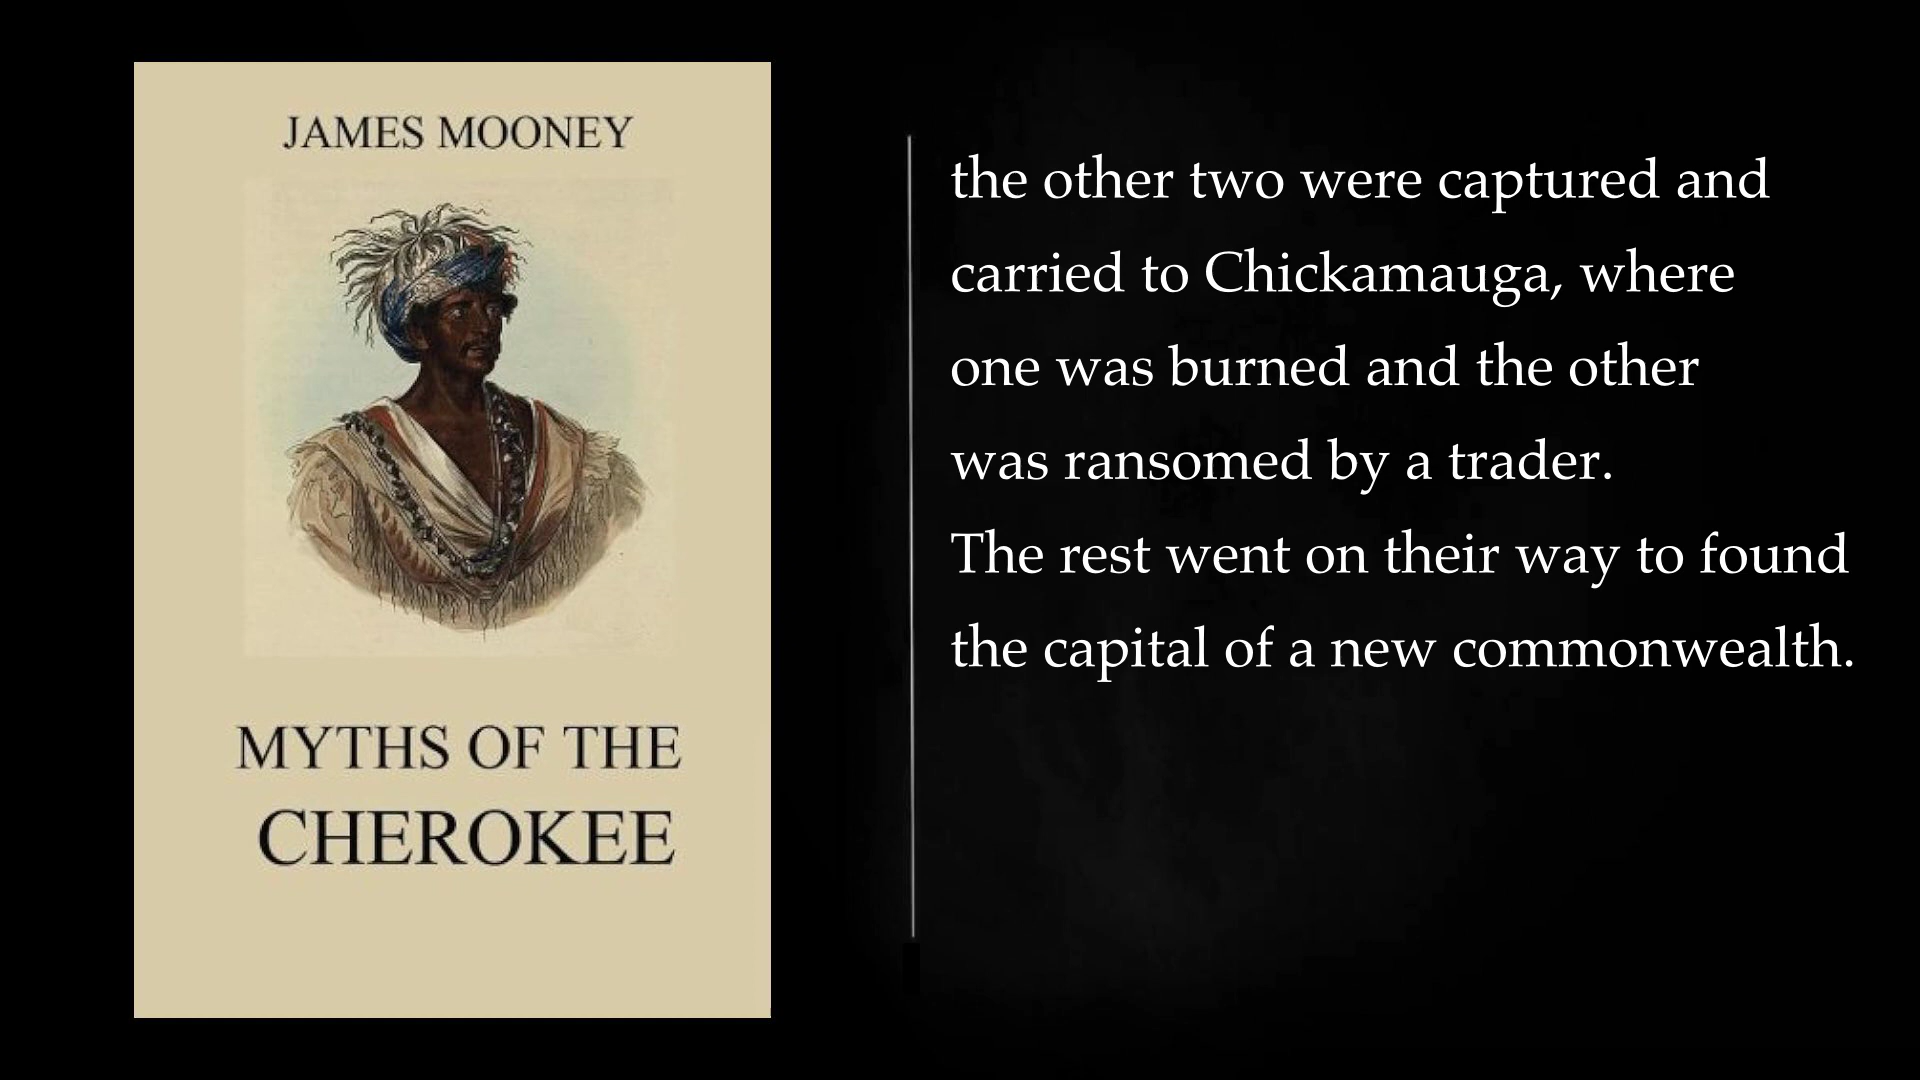 JAMES MOONEY
MYTHS OF THE
CHEROKEE
the other two were captured and
carried to Chickamauga, where
one was burned and the other
was ransomed by a trader.
The rest went on their way to found
the capital of a new commonwealth.